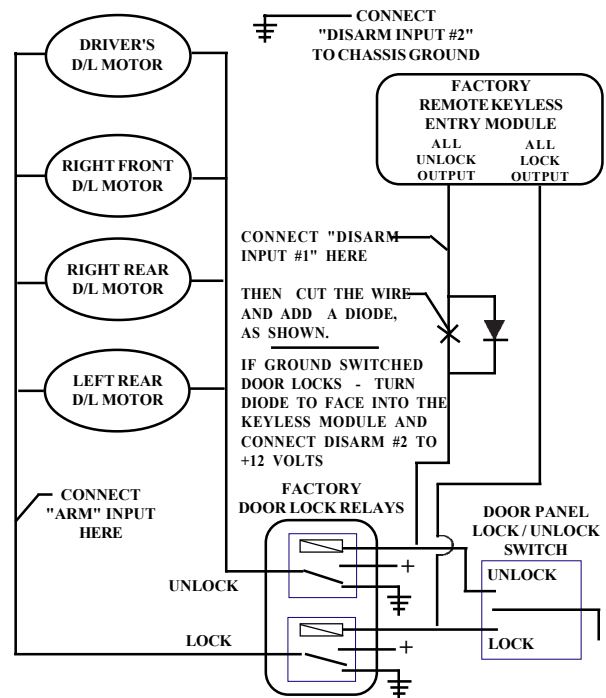 CONNECT
"DISARM INPUT #2"
TO CHASSIS GROUND
DRIVER'S
D/L MOTOR
FACTORY
REMOTE KEYLESS
ENTRY MODULE
ALL
UNLOCK
OUTPUT
ALL
LOCK
OUTPUT
RIGHT FRONT
D/L MOTOR
RIGHT REAR
D/L MOTOR
LEFT REAR
D/L MOTOR
CONNECT "DISARM
INPUT #1" HERE
THEN CUT THE WIRE
AND ADD A DIODE,
AS SHOWN.
IF GROUND SWITCHED
DOOR LOCKS - TURN
DIODE TO FACE INTO THE
KEYLESS MODULE AND
CONNECT DISARM #2 TO
+12 VOLTS
CONNECT
"ARM" INPUT
HERE
FACTORY
DOOR LOCK RELAYS
DOOR PANEL
LOCK / UNLOCK
SWITCH
UNLOCK
+
UNLOCK
LOCK
+
LOCK